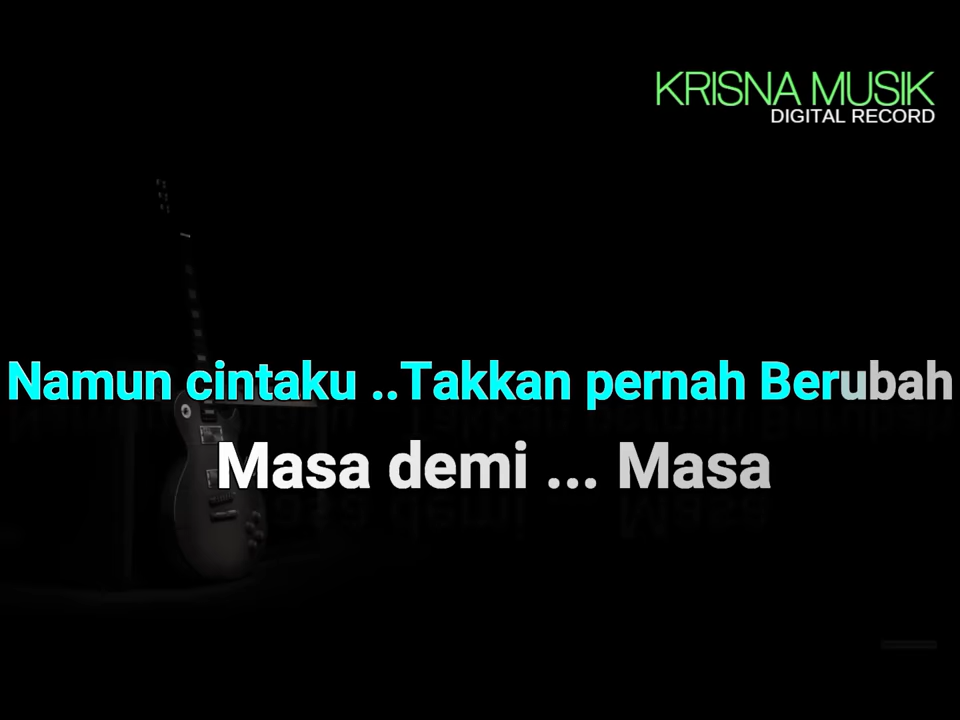 KRISNA MUSIK
DIGITAL RECORD
Namun cintaku ..Takkan pernah Berubah
Masa demi ... Masa